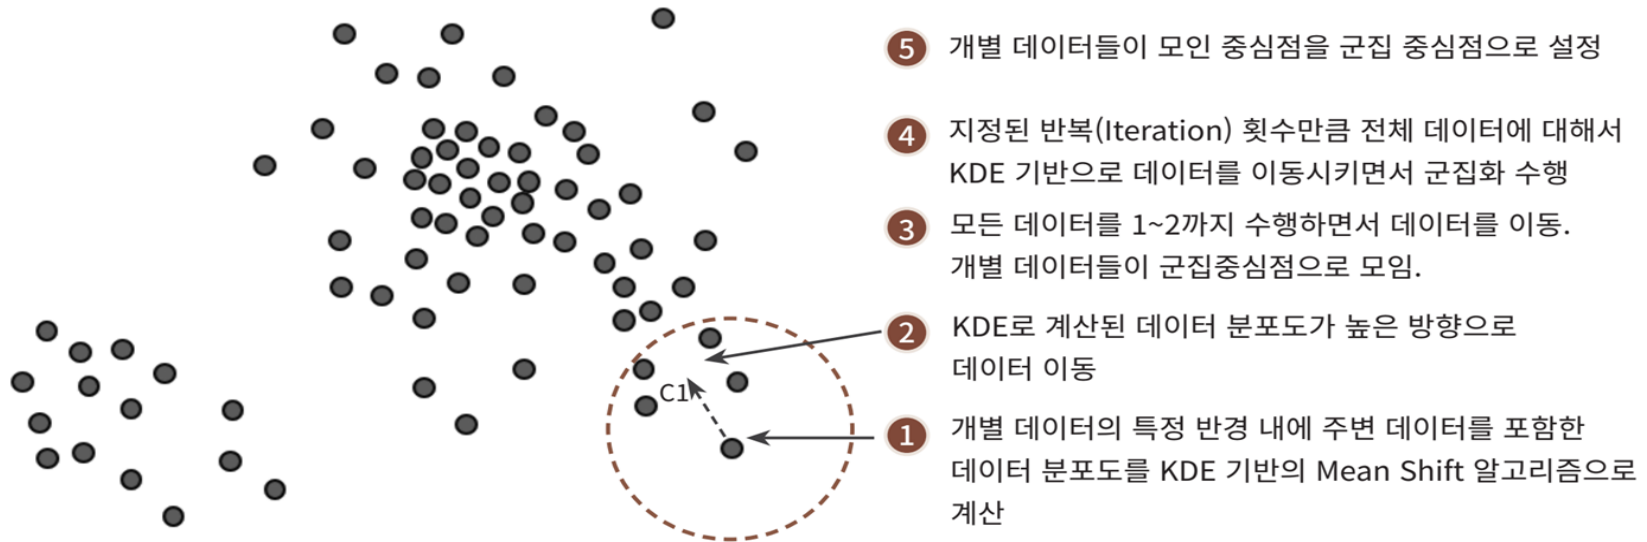 5 개별 데이터들이 모인 중심점을 군집 중심점으로 설정
4 지정된 반복(Iteration) 횟수만큼 전체 데이터에 대해서
KDE 기반으로 데이터를 이동시키면서 군집화 수행
3 모든 데이터를 1~2까지 수행하면서 데이터를 이동.
개별 데이터들이 군집중심점으로 모임.
2 KDE로 계산된 데이터 분포도가 높은 방향으로
데이터 이동
C1
1 개별 데이터의 특정 반경 내에 주변 데이터를 포함한
데이터 분포도를 KDE 기반의 Mean Shift 알고리즘으로
계산